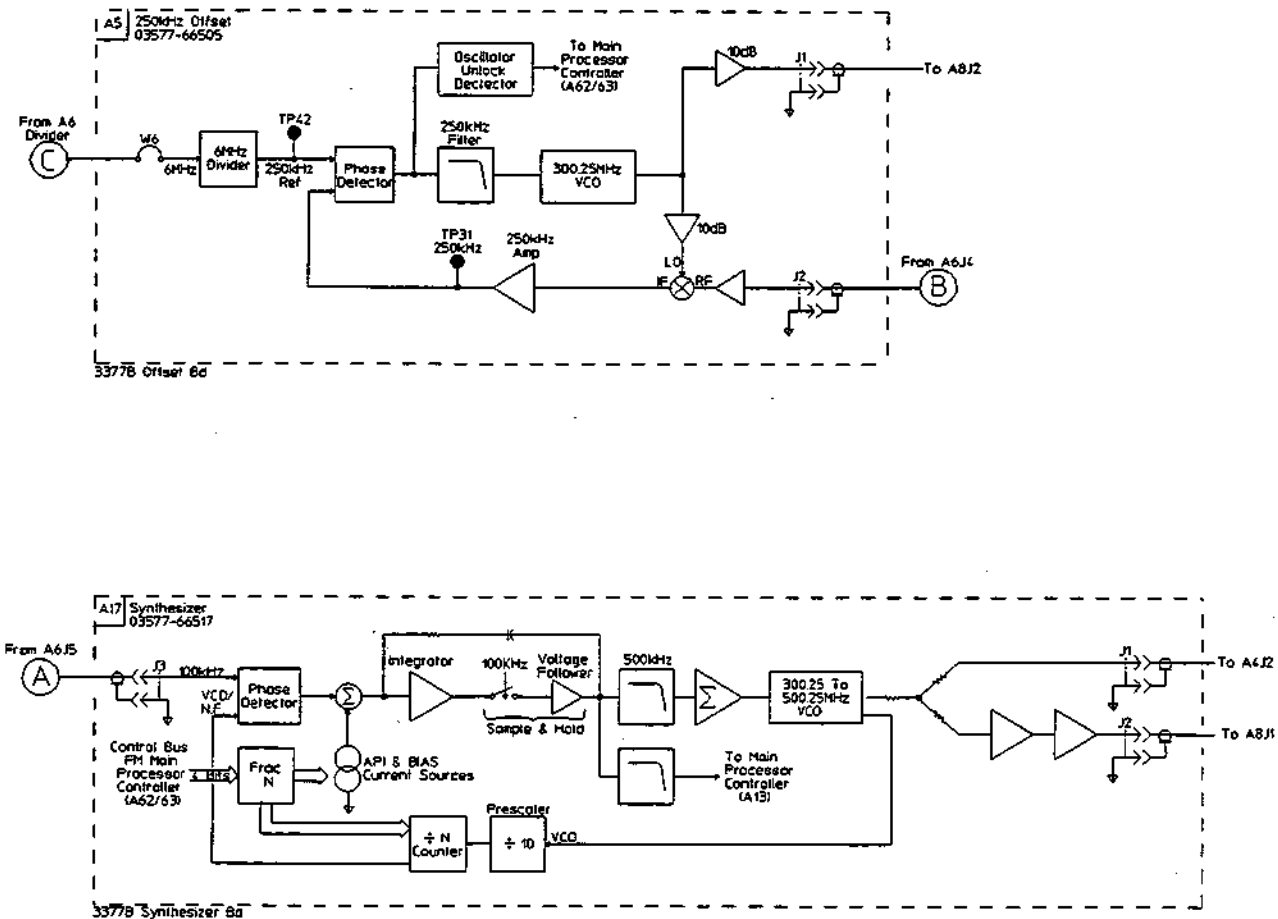 A5
250kHz Offset
03577-66505
From A6
Divider
C
W6
6MHz
6MHz
Divider
TP42
250kHz
Ref
Phase
Detector
Oscillator
Unlock
Dectector
To Main
Processor
Controller
(A62/63)
250kHz
Filter
300.25MHz
VCO
10dB
J1
To A8J2
10dB
LO
IF
RF
J2
From A6J4
B
TP31
250kHz
250kHz
Amp
3377B Offset Bd
A17
Synthesizer
03577-66517
From A6J5
A
J3
100kHz
VCO/
N.F
Phase
Detector
Σ
Integrator
100KHz
Voltage
Follower
Sample & Hold
500kHz
Σ
300.25 To
500.25MHz
VCO
J1
To A4J2
J2
To A8J1
Control Bus
FM Main
Processor
Controller
(A62/63)
4 Bits
Frac
N
API & BIAS
Current Sources
To Main
Processor
Controller
(A13)
÷ N
Counter
Prescaler
÷ 10
VCO
3377B Synthesizer Bd